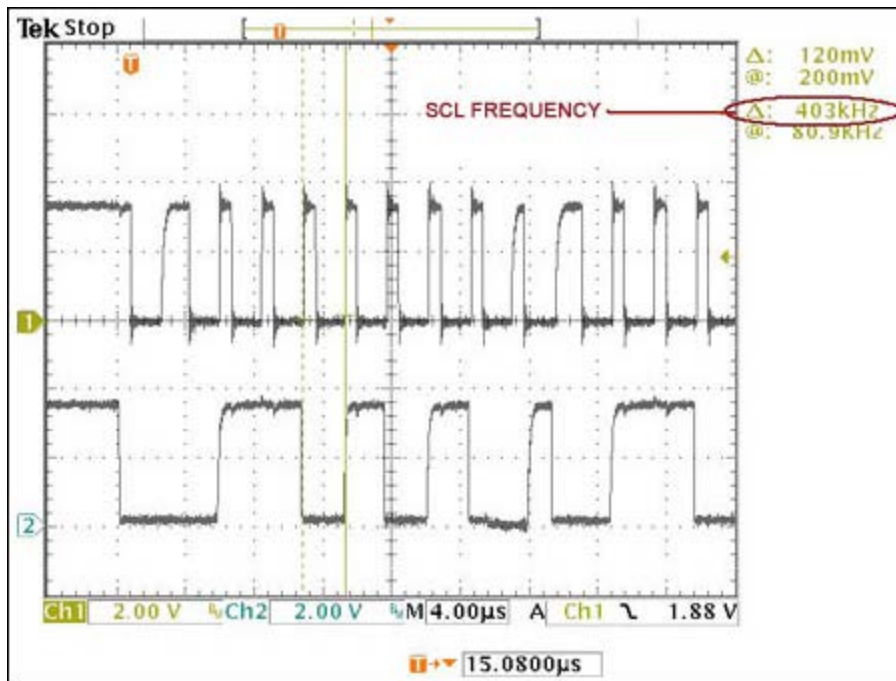 Tek Stop
T
T
Δ: 120mV
@: 200mV
SCL FREQUENCY
Δ: 403kHz
@: 80.9KHz
1
2
Ch1 2.00 V Ch2 2.00 V M 4.00µs A Ch1 1.88 V
T 15.0800µs